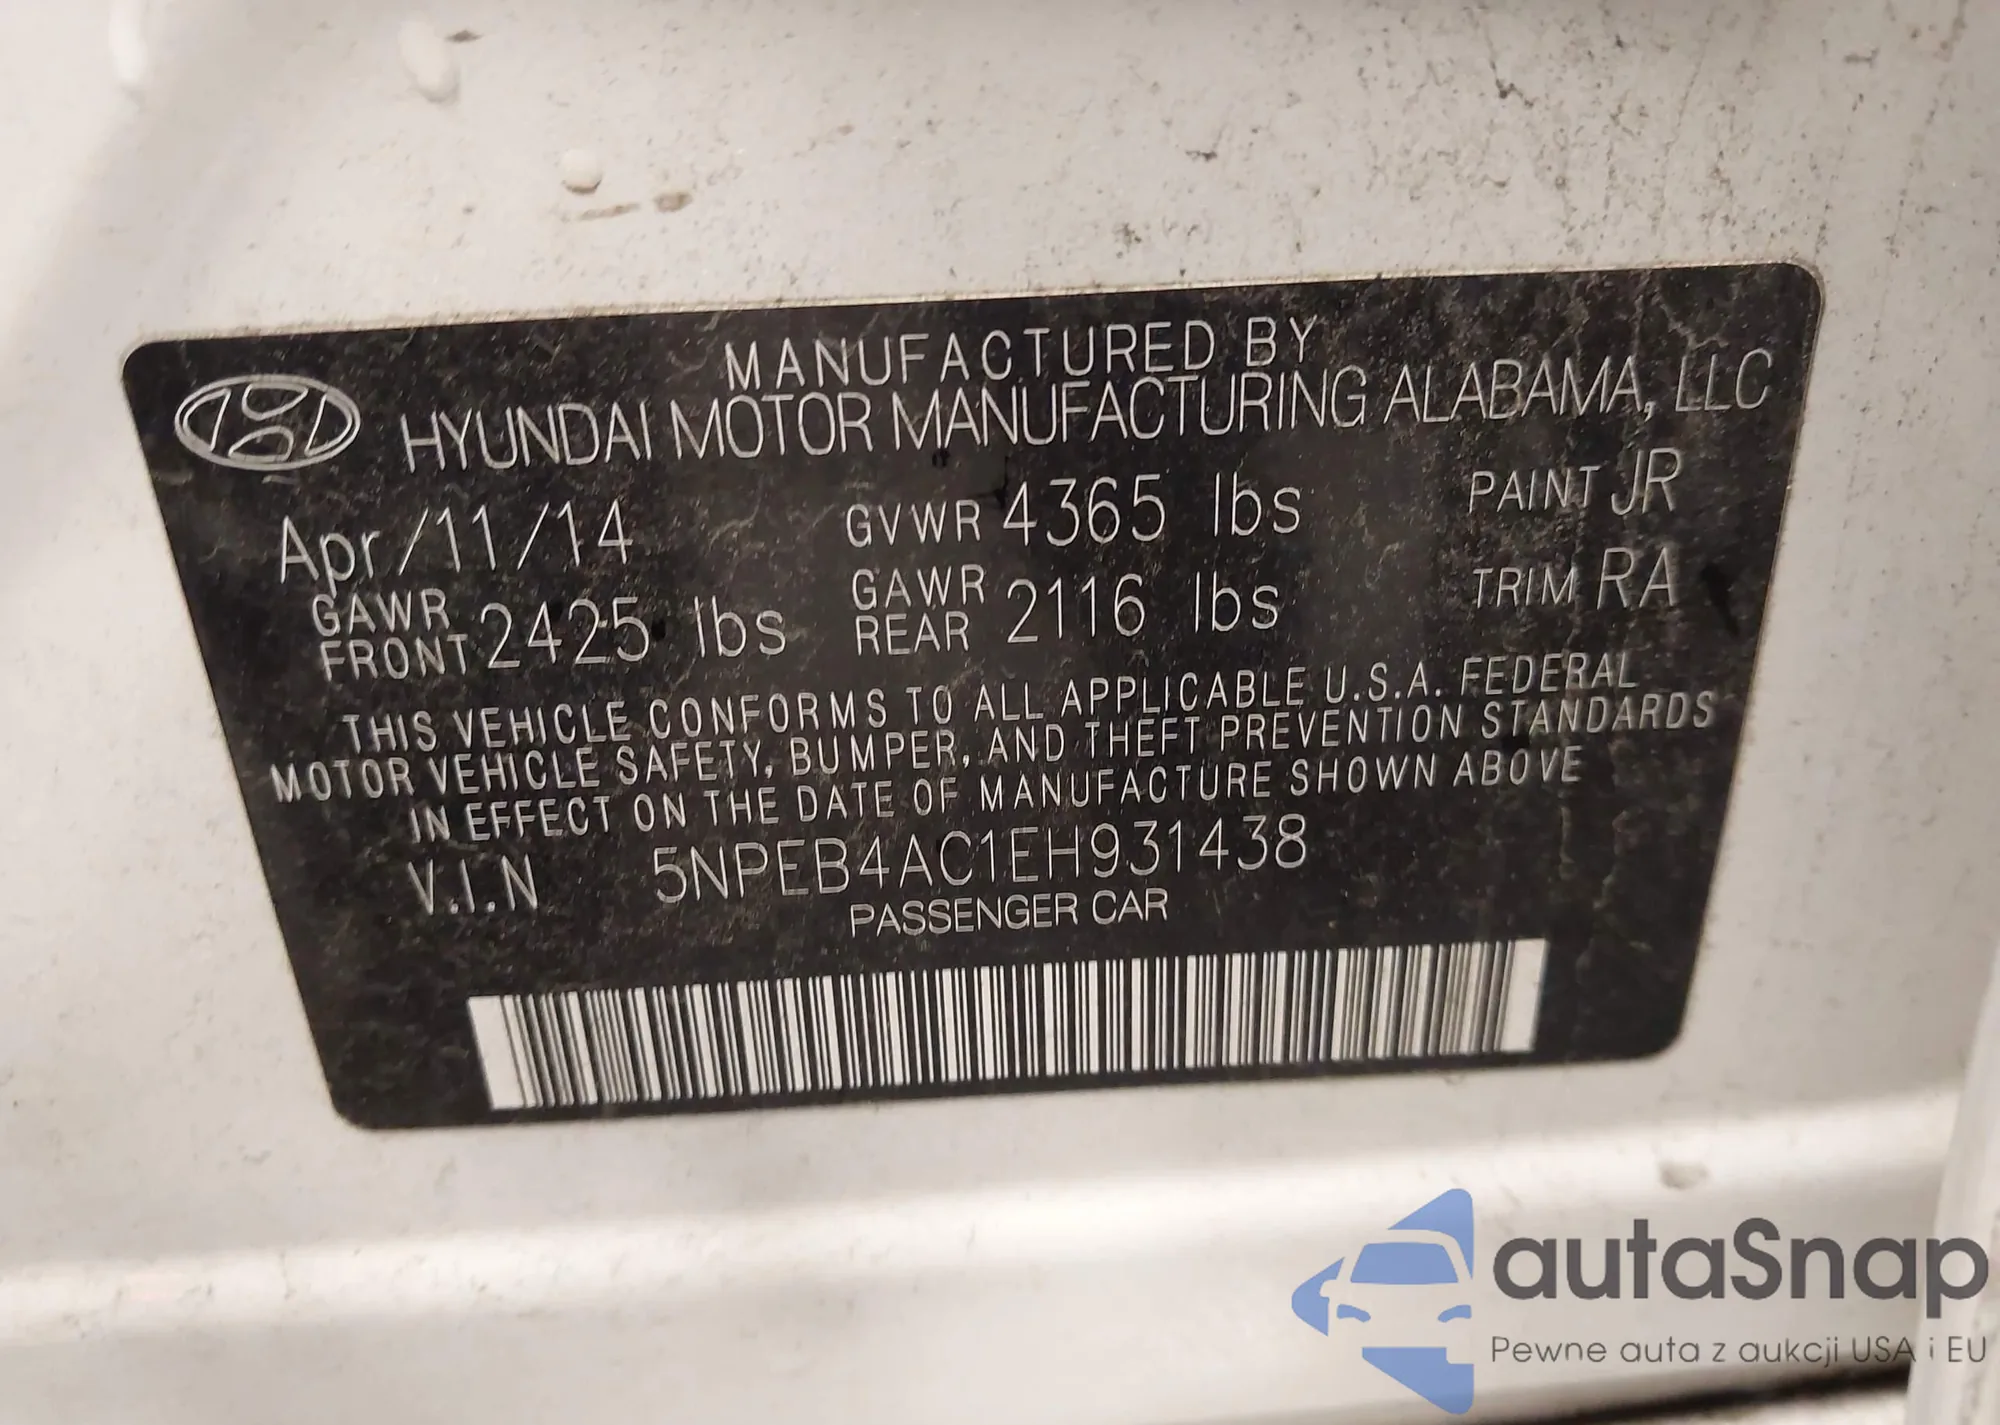 MANUFACTURED BY
HYUNDAI MOTOR MANUFACTURING ALABAMA, LLC
Apr/11/14 GVWR 4365 lbs PAINT JR
GAWR FRONT 2425 lbs GAWR REAR 2116 lbs TRIM RA
THIS VEHICLE CONFORMS TO ALL APPLICABLE U.S.A. FEDERAL
MOTOR VEHICLE SAFETY, BUMPER, AND THEFT PREVENTION STANDARDS
IN EFFECT ON THE DATE OF MANUFACTURE SHOWN ABOVE
V.I.N 5NPEB4AC1EH931438
PASSENGER CAR
autaSnap
Pewne auta z aukcji USA i EU